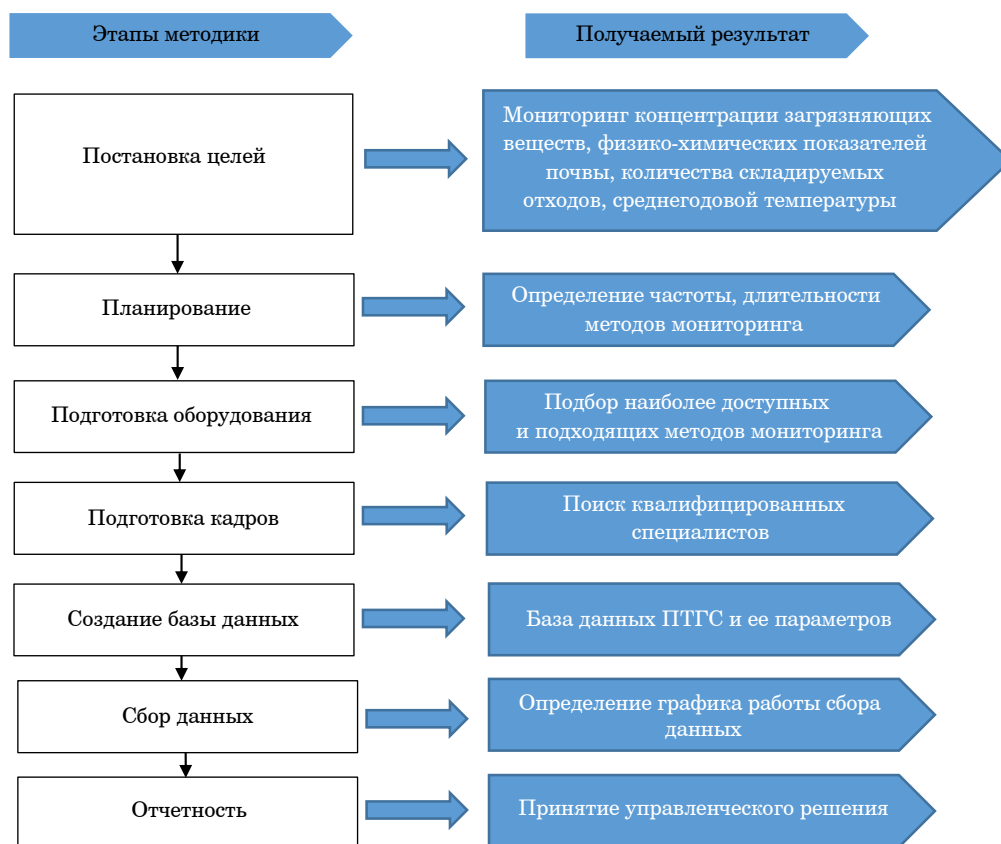 Этапы методики
Получаемый результат
Постановка целей
Мониторинг концентрации загрязняющих
веществ, физико-химических показателей
почвы, количества складируемых
отходов, среднегодовой температуры
Планирование
Определение частоты, длительности
методов мониторинга
Подготовка оборудования
Подбор наиболее доступных
и подходящих методов мониторинга
Подготовка кадров
Поиск квалифицированных
специалистов
Создание базы данных
База данных ПТГС и ее параметров
Сбор данных
Определение графика работы сбора
данных
Отчетность
Принятие управленческого решения